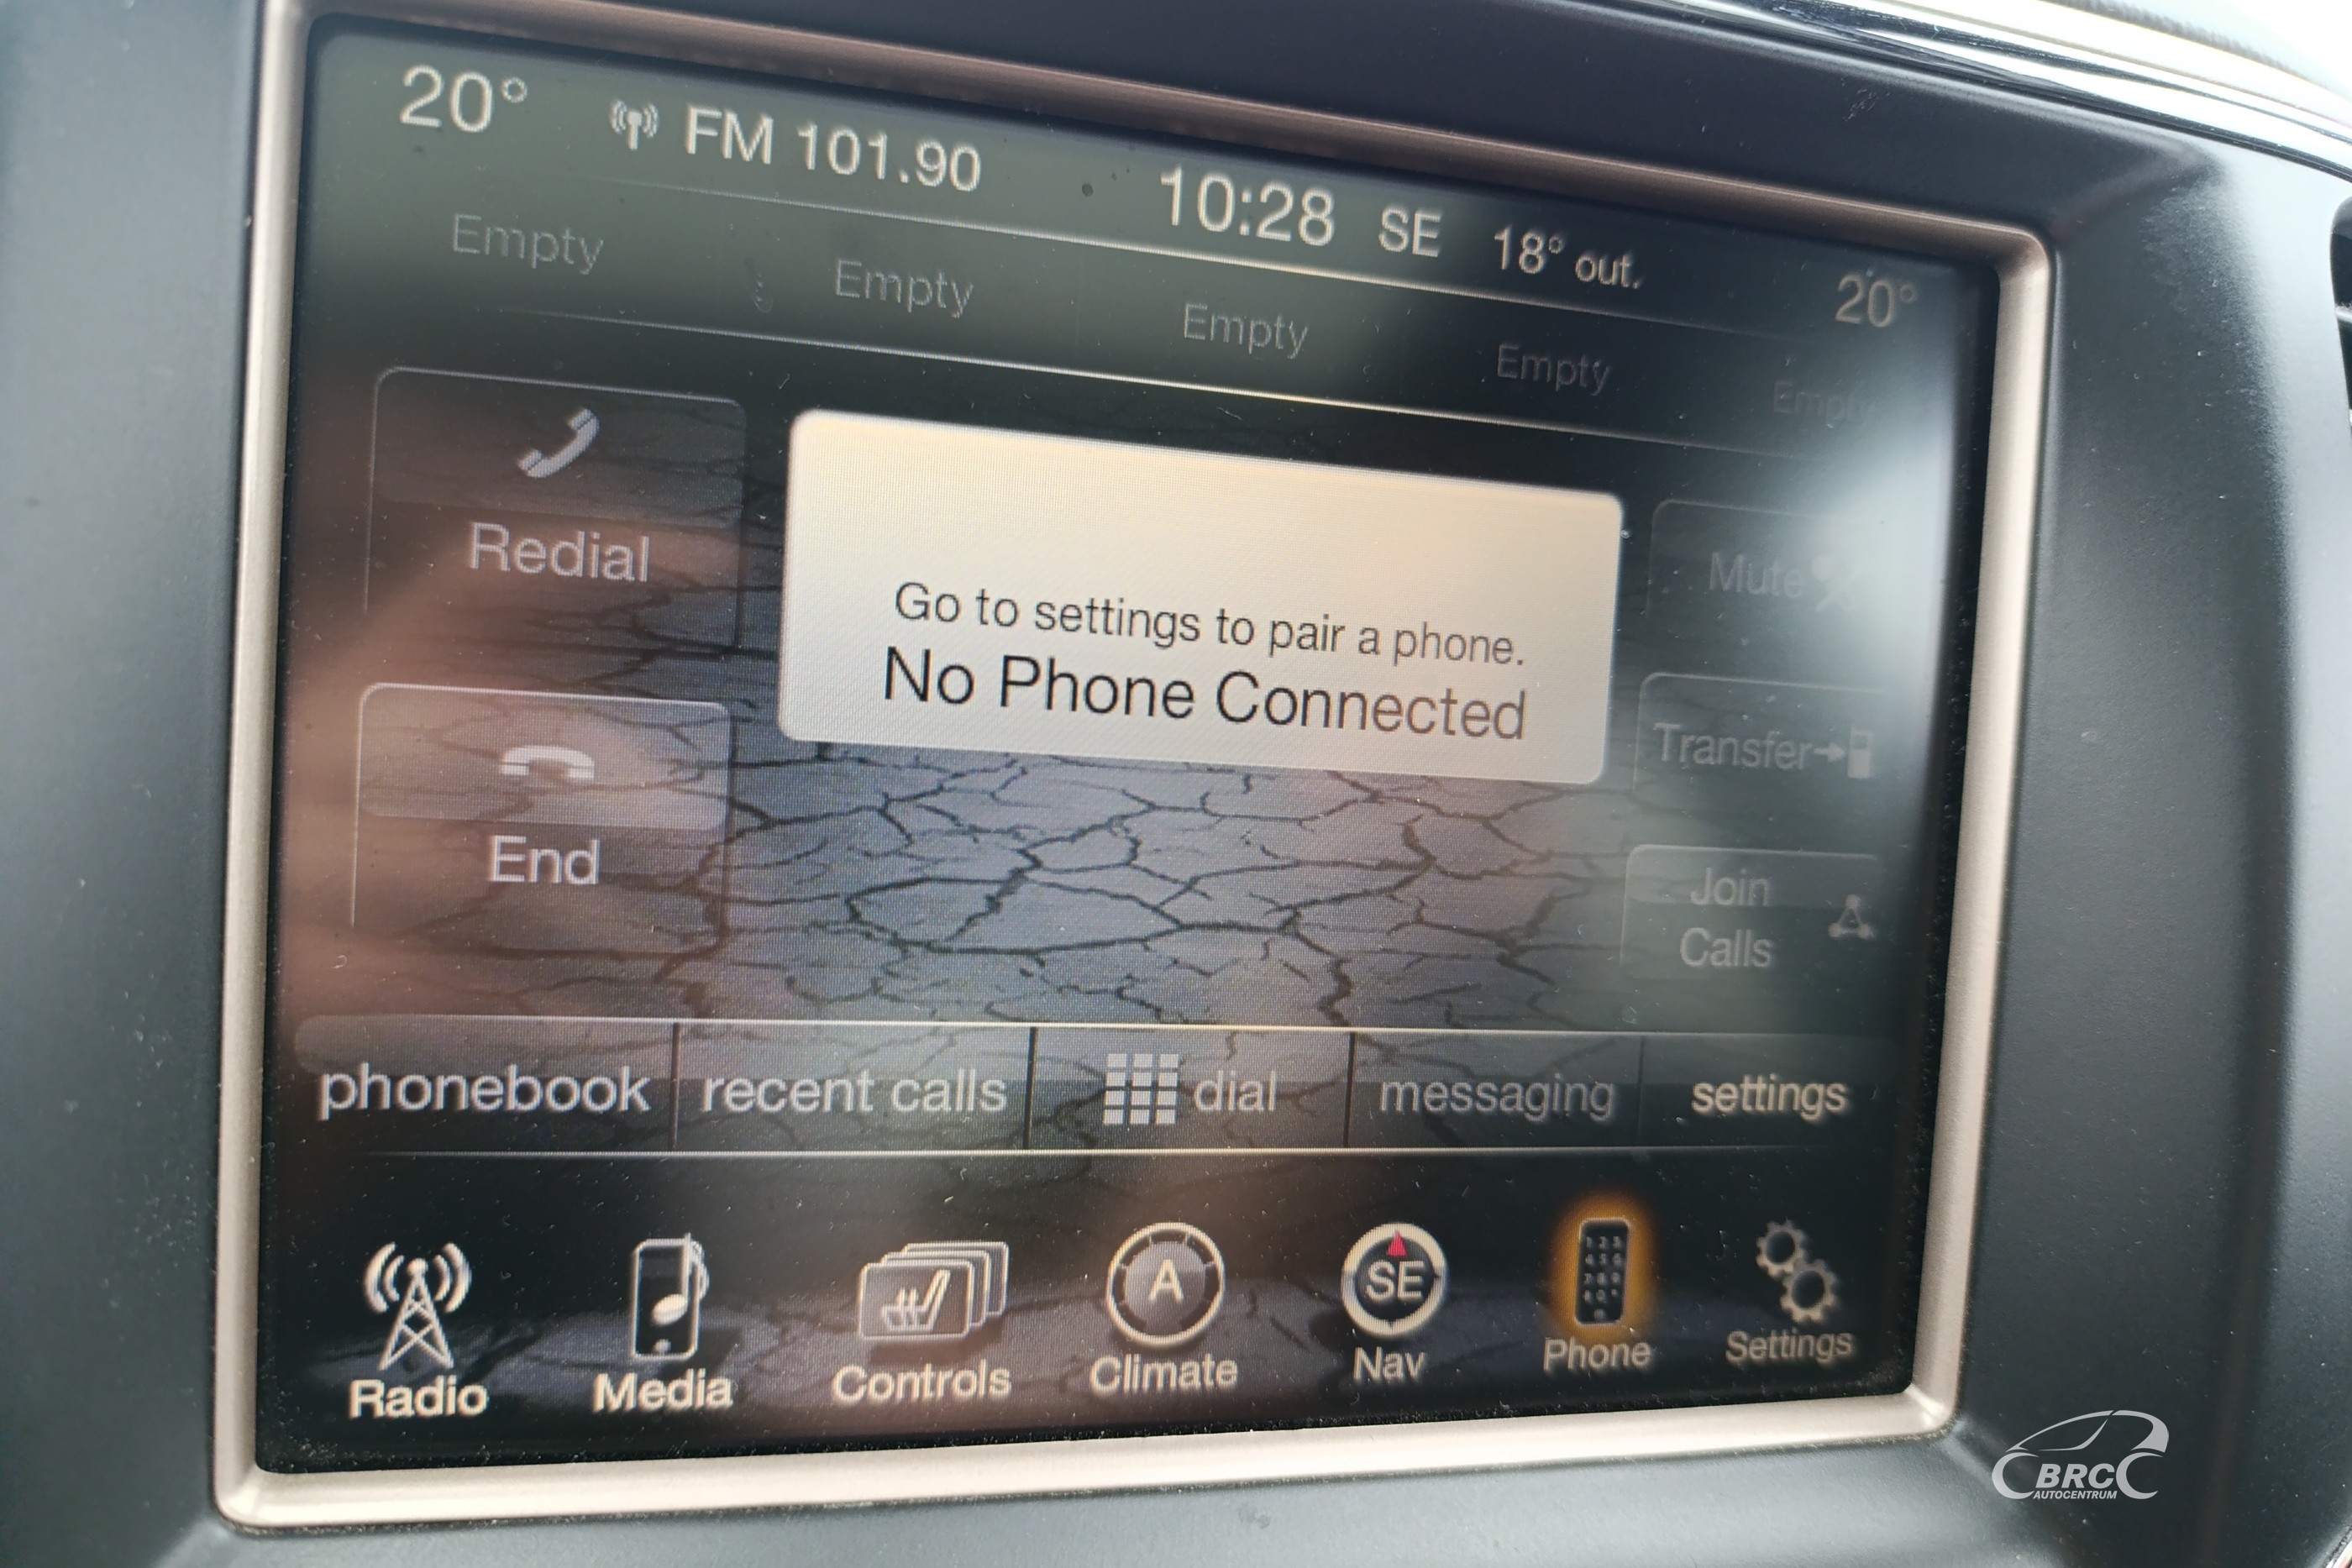 20° FM 101.90 10:28 SE 18° out. 20°
Empty Empty Empty Empty Empty
Redial
Go to settings to pair a phone.
No Phone Connected
Mute
Transfer
End
Join
Calls
phonebook recent calls dial messaging settings
A SE
Radio Media Controls Climate Nav Phone Settings
BRC
AUTOCENTRUM